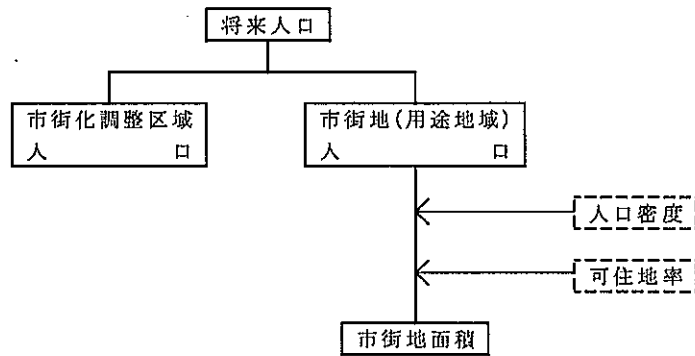 将来人口
市街化調整区域
人口
市街地(用途地域)
人口
人口密度
可住地率
市街地面積